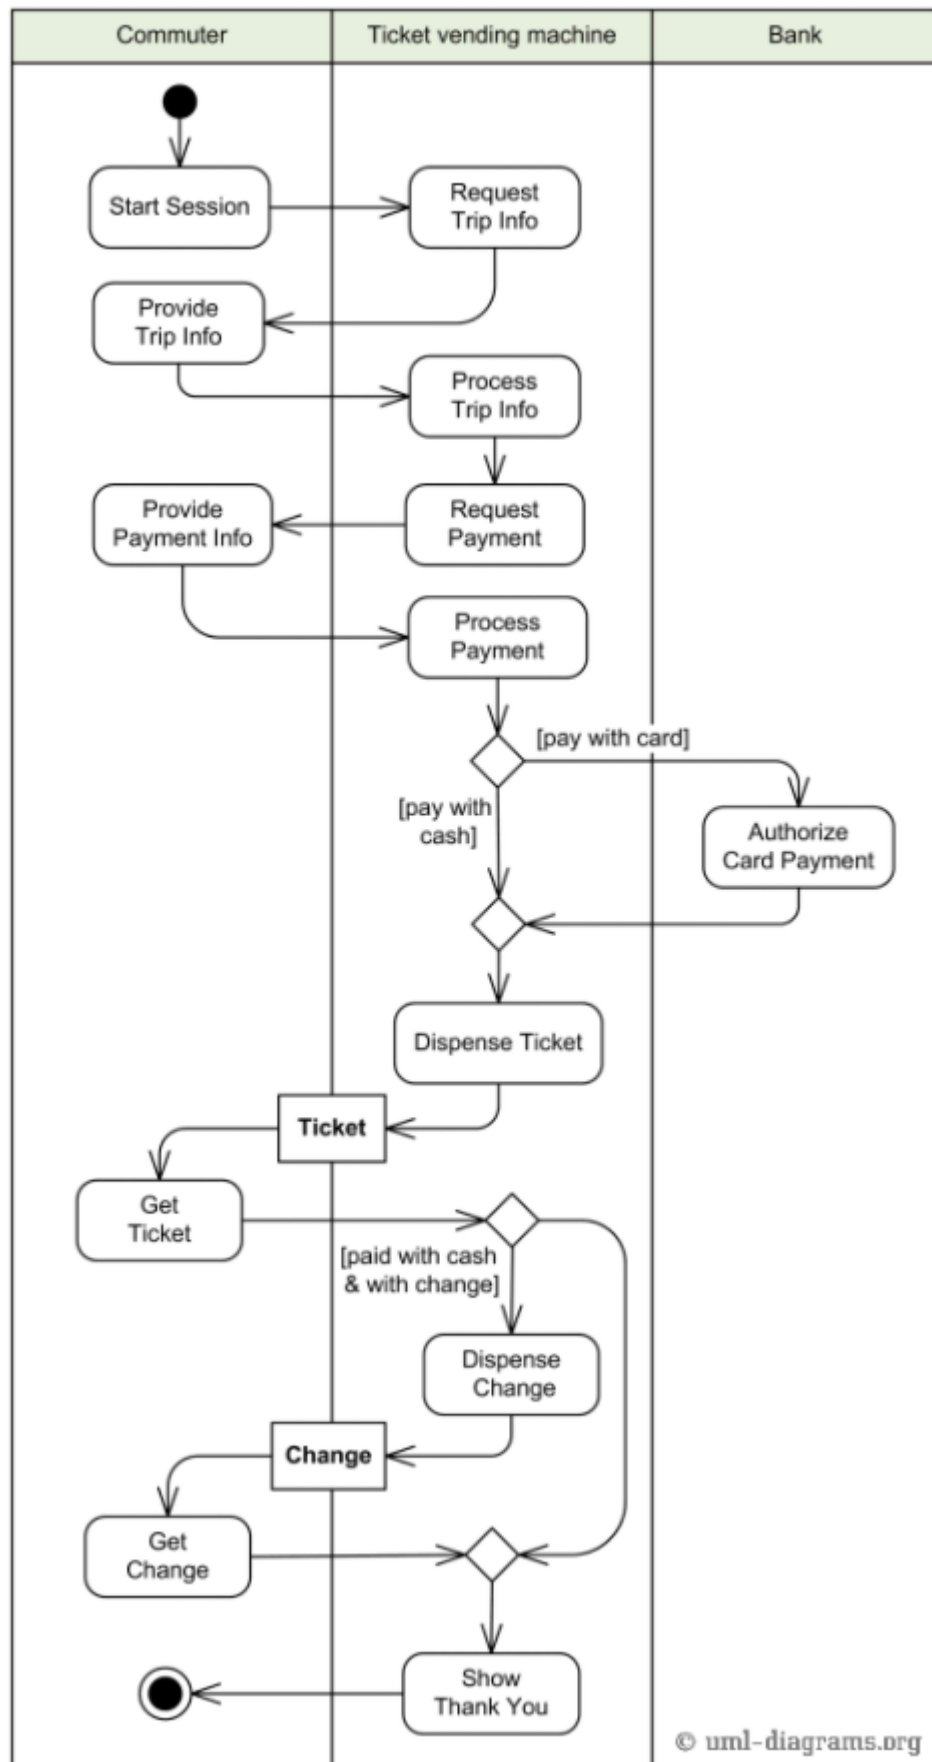 Commuter
Ticket vending machine
Bank
Start Session
Request
Trip Info
Provide
Trip Info
Process
Trip Info
Provide
Payment Info
Request
Payment
Process
Payment
[pay with card]
[pay with
cash]
Authorize
Card Payment
Dispense Ticket
Ticket
Get
Ticket
[paid with cash
& with change]
Dispense
Change
Change
Get
Change
Show
Thank You
© uml-diagrams.org